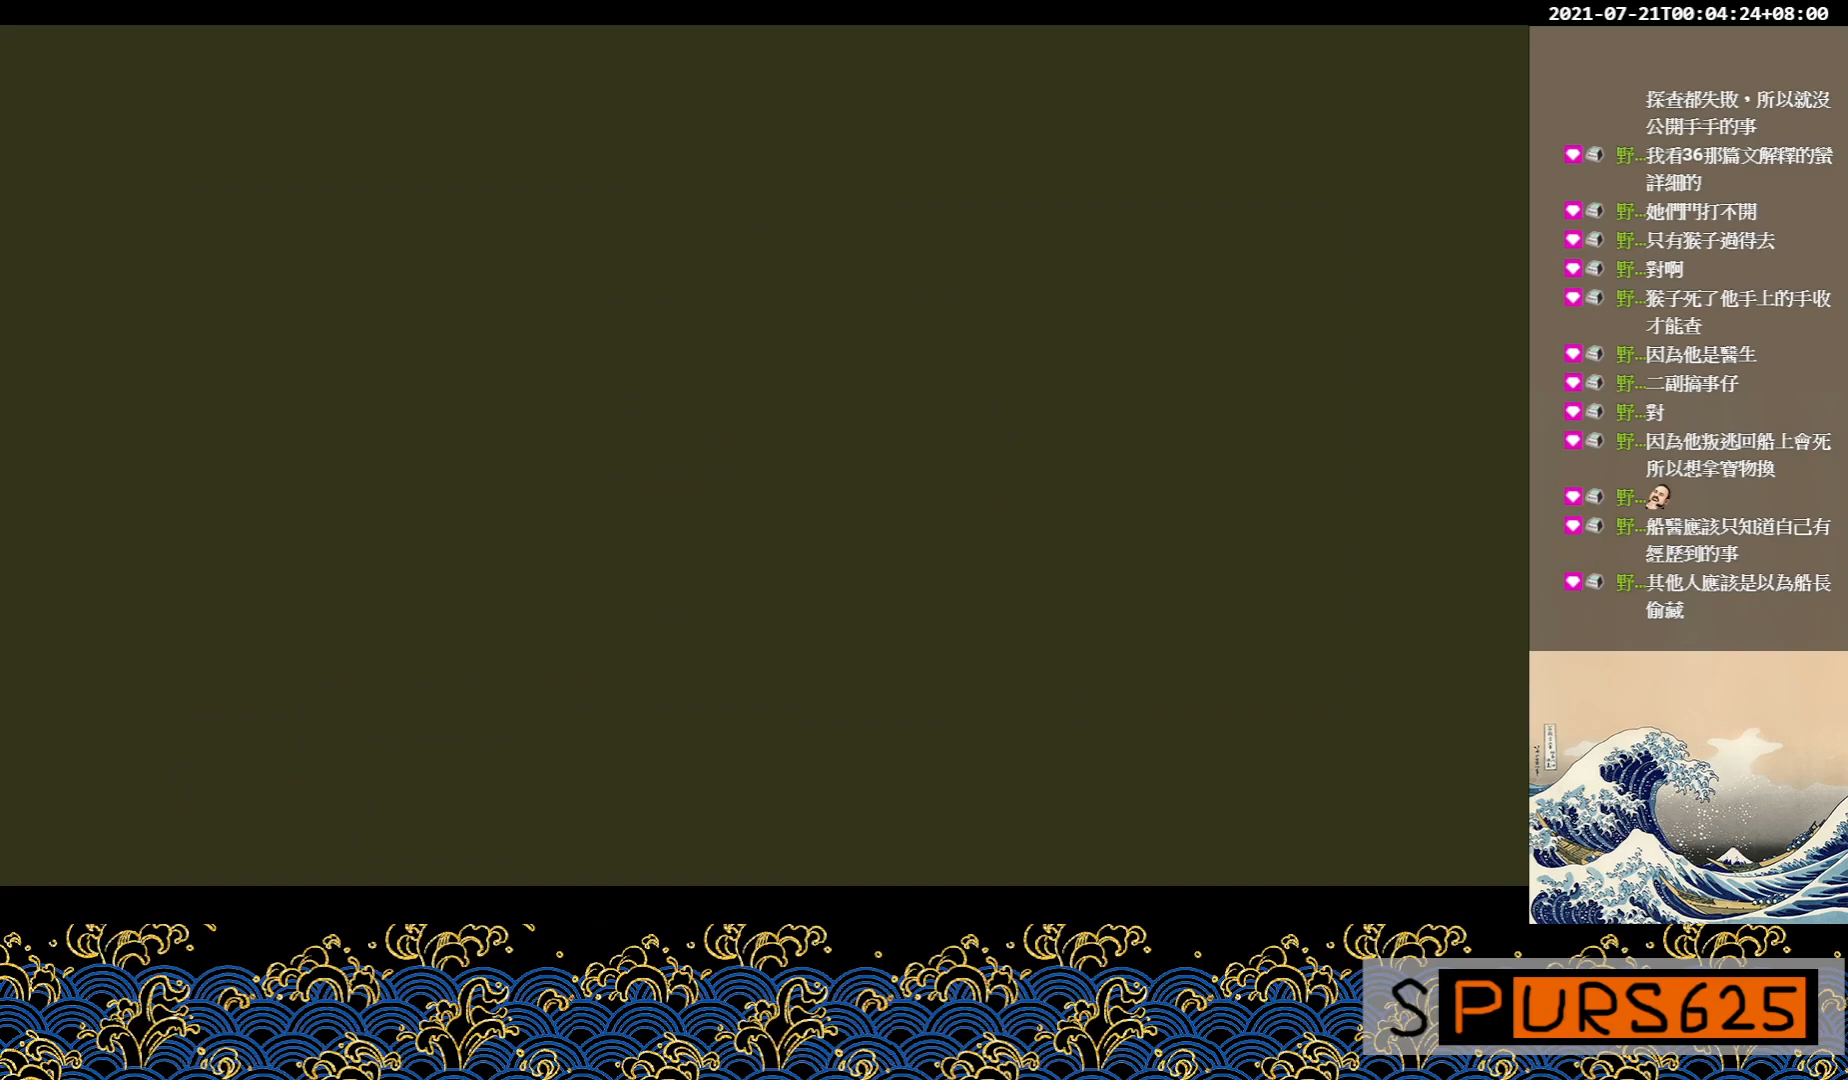 2021-07-21T00:04:24+08:00
探查都失敗，所以就沒
公開手手的事
野...我看36那篇文解釋的蠻
詳細的
野...她們門打不開
野...只有猴子過得去
野...對啊
野...猴子死了他手上的手收
才能查
野...因為他是醫生
野...二副搞事仔
野...對
野...因為他叛逃回船上會死
所以想拿寶物換
野...
野...船醫應該只知道自己有
經歷到的事
野...其他人應該是以為船長
偷藏
SPURS625